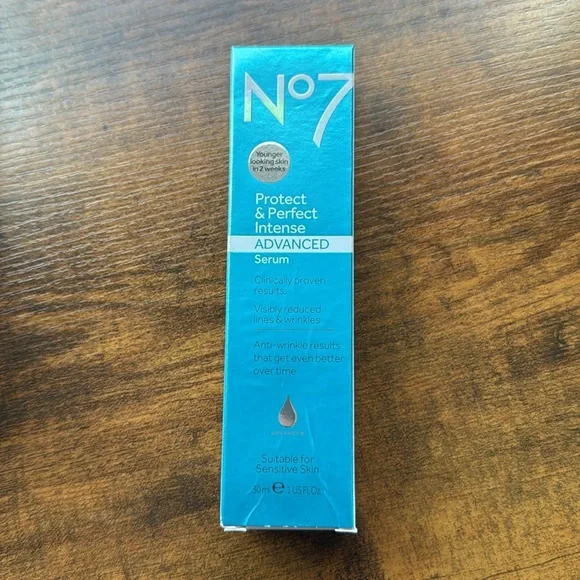 No7
Younger
looking skin
in 2 weeks
Protect
& Perfect
Intense
ADVANCED
Serum
Clinically proven
results.
Visibly reduced
lines & wrinkles
Anti-wrinkle results
that get even better
over time
Suitable for
Sensitive Skin
30ml ℮ 1 US Fl.Oz.